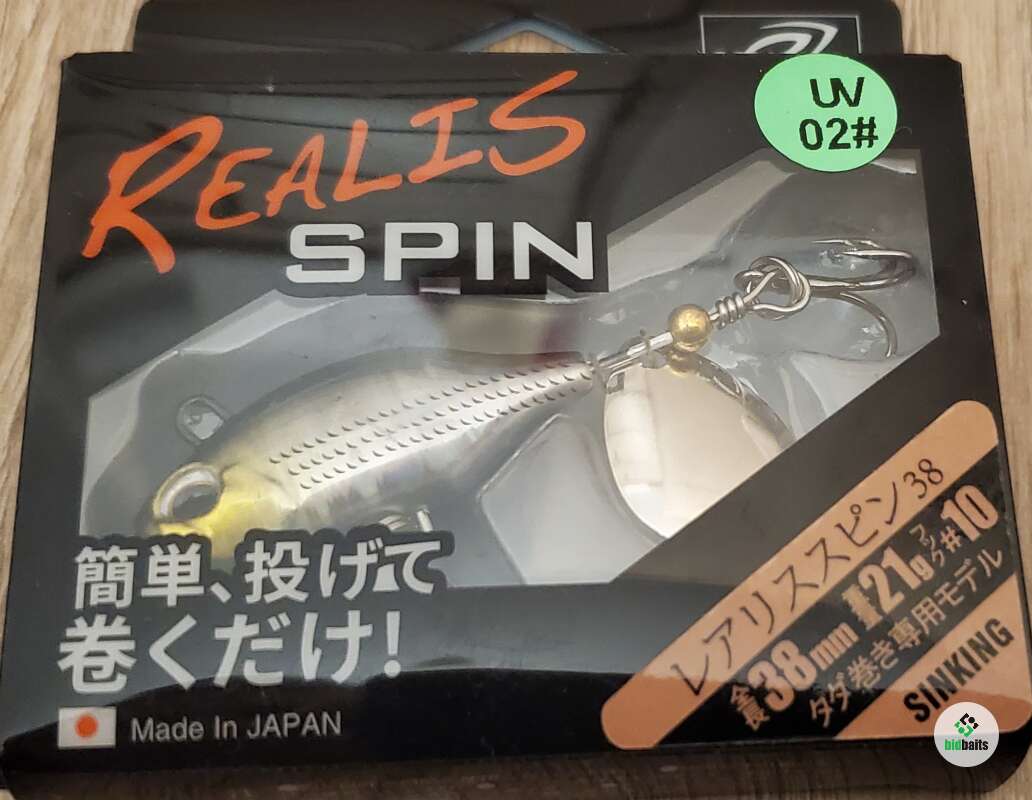 UV
02#
REALIS
SPIN
簡単、投げて
巻くだけ!
Made In JAPAN
レアリススピン38
全長38mm 重量21g フック#10
タダ巻き専用モデル
SINKING
bidbaits